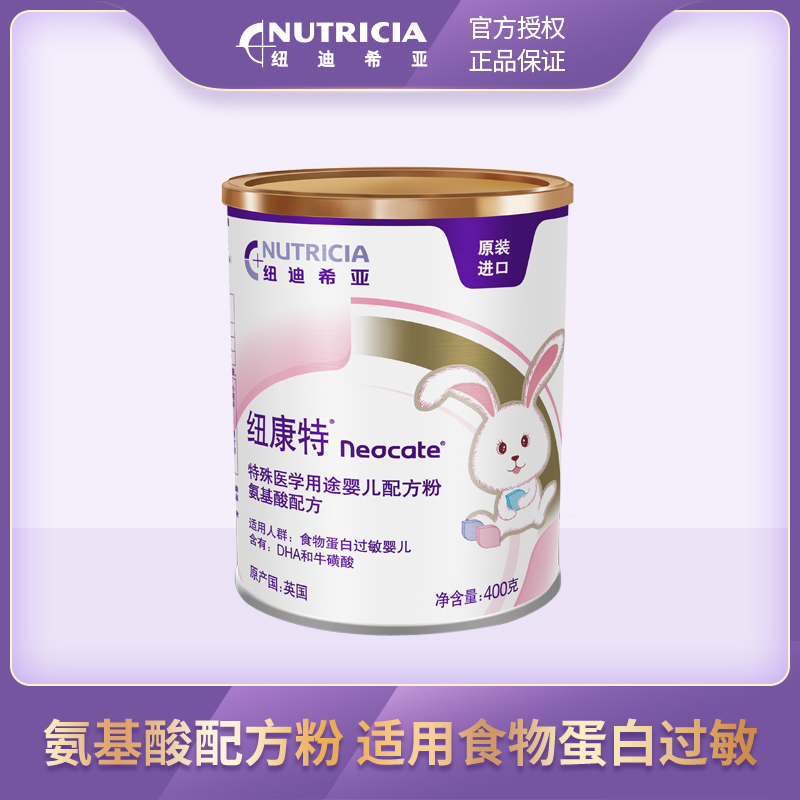 NUTRICIA
纽迪希亚
官方授权
正品保证
NUTRICIA
纽迪希亚
原装
进口
纽康特® Neocate®
特殊医学用途婴儿配方粉
氨基酸配方
适用人群：食物蛋白过敏婴儿
含有：DHA和牛磺酸
原产国:英国
净含量:400克
氨基酸配方粉 适用食物蛋白过敏